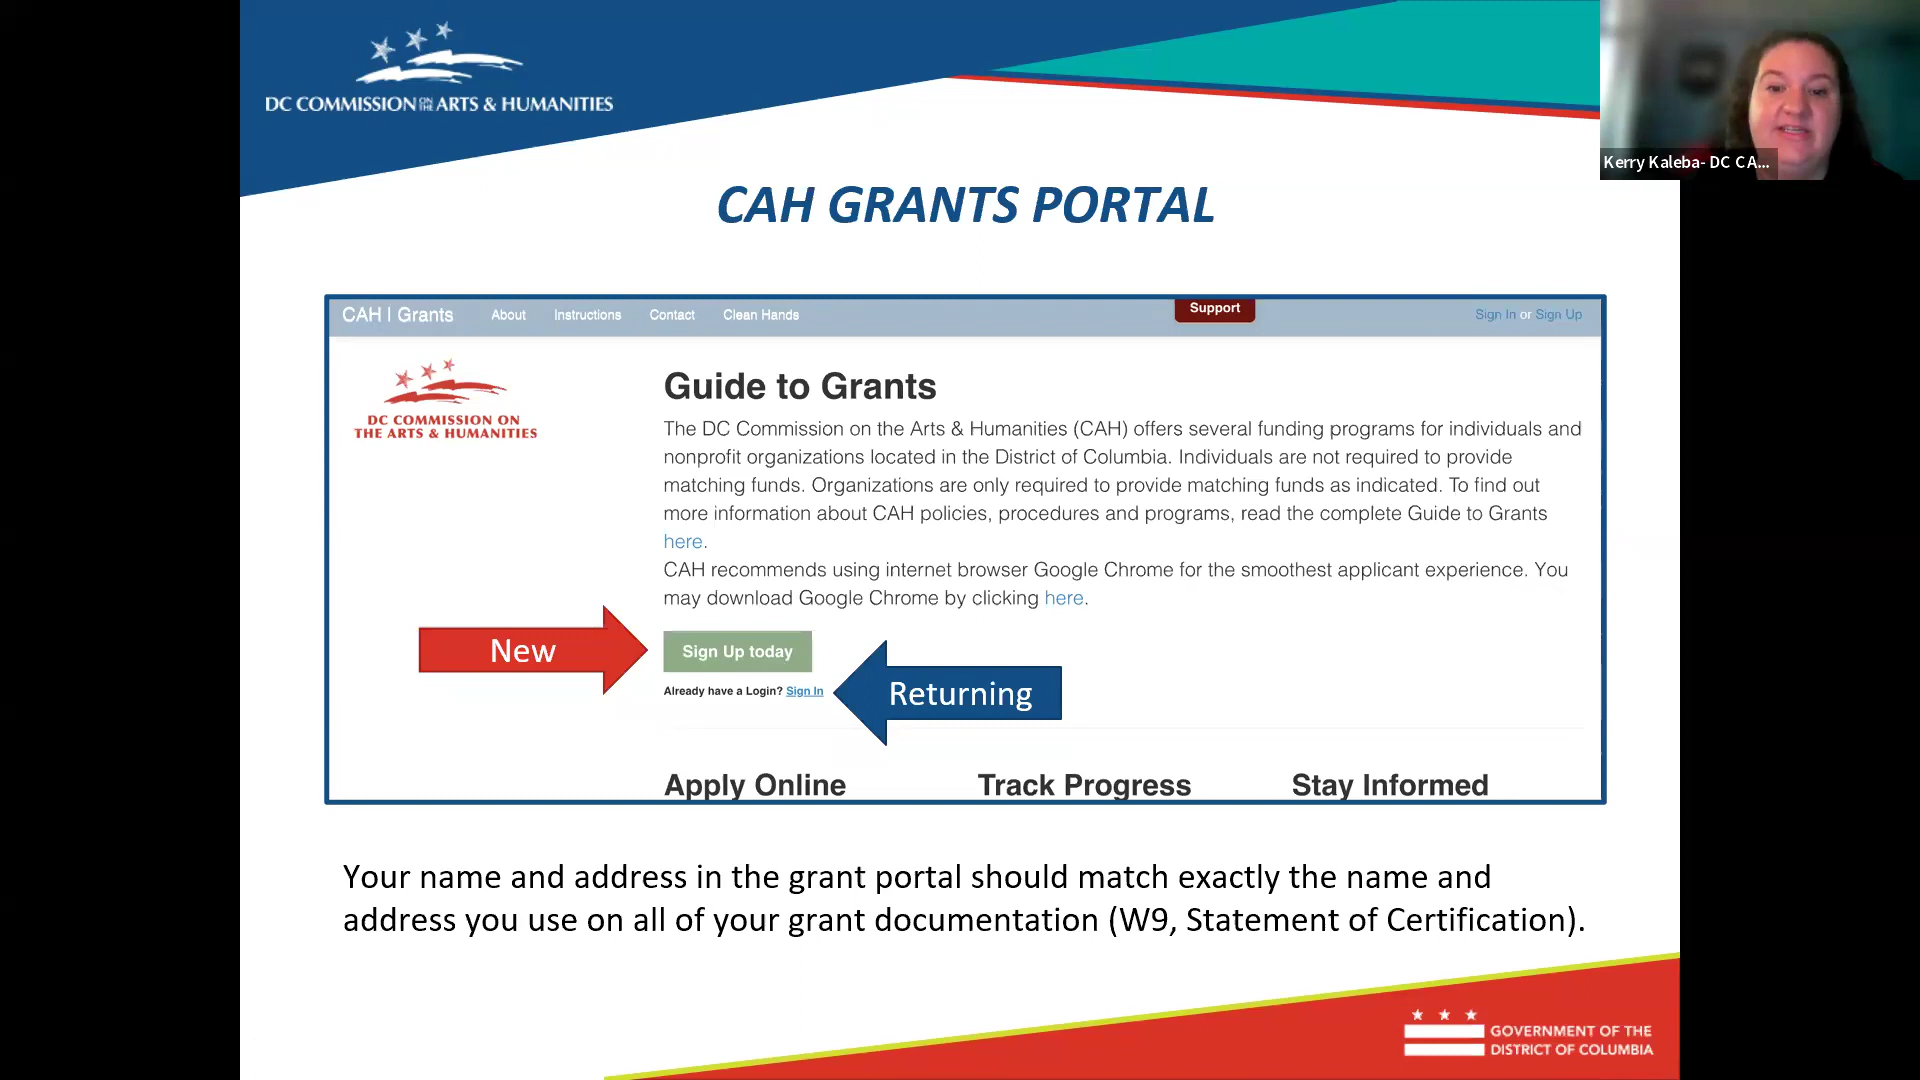 DC COMMISSION ON THE ARTS & HUMANITIES
Kerry Kaleba- DC CA...
CAH GRANTS PORTAL
CAH | Grants About Instructions Contact Clean Hands Support Sign In or Sign Up
DC COMMISSION ON
THE ARTS & HUMANITIES
Guide to Grants
The DC Commission on the Arts & Humanities (CAH) offers several funding programs for individuals and
nonprofit organizations located in the District of Columbia. Individuals are not required to provide
matching funds. Organizations are only required to provide matching funds as indicated. To find out
more information about CAH policies, procedures and programs, read the complete Guide to Grants
here.
CAH recommends using internet browser Google Chrome for the smoothest applicant experience. You
may download Google Chrome by clicking here.
New
Sign Up today
Already have a Login? Sign In
Returning
Apply Online Track Progress Stay Informed
Your name and address in the grant portal should match exactly the name and
address you use on all of your grant documentation (W9, Statement of Certification).
GOVERNMENT OF THE
DISTRICT OF COLUMBIA